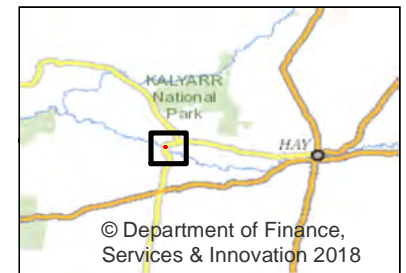 KALYARR
National
Park
HAY
© Department of Finance,
Services & Innovation 2018